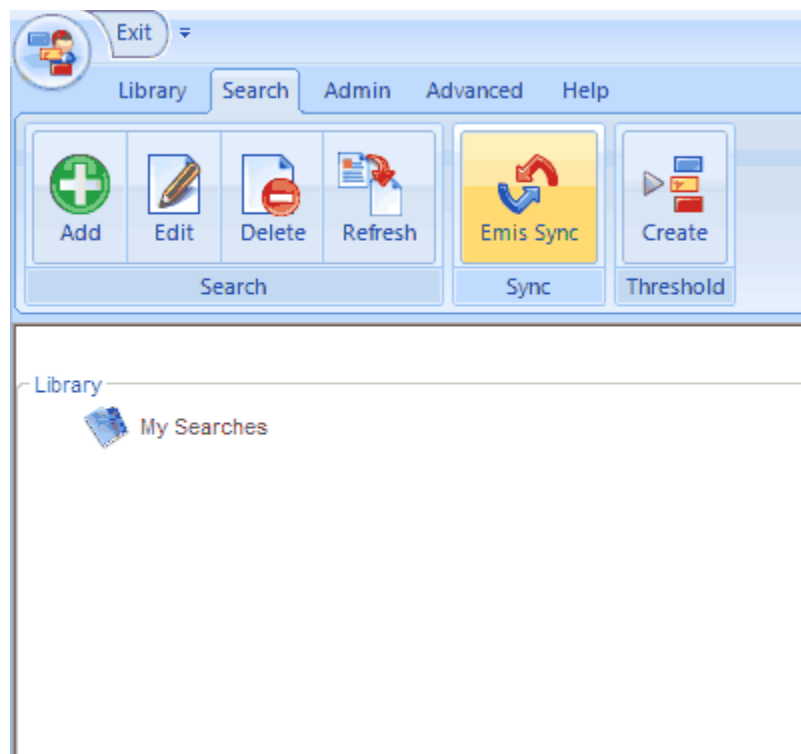 Exit
Library Search Admin Advanced Help
Add Edit Delete Refresh Emis Sync Create
Search Sync Threshold
Library
My Searches